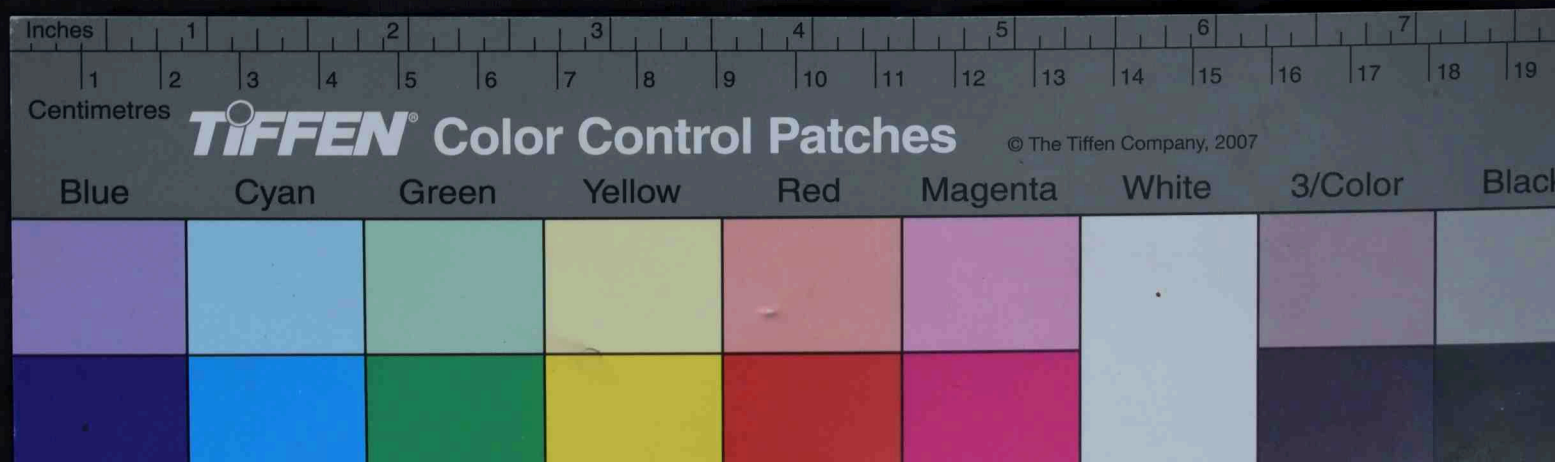 Inches 1 2 3 4 5 6 7
1 2 3 4 5 6 7 8 9 10 11 12 13 14 15 16 17 18 19
Centimetres
TIFFEN® Color Control Patches © The Tiffen Company, 2007
Blue Cyan Green Yellow Red Magenta White 3/Color Black